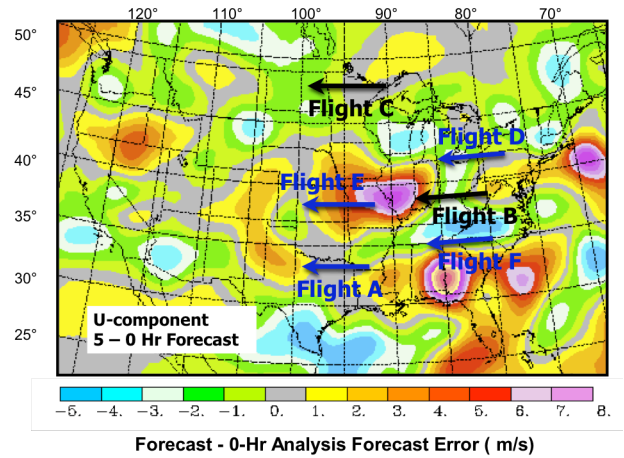 120° 110° 100° 90° 80° 70°
50°
45°
40°
35°
30°
25°
Flight C
Flight D
Flight E
Flight B
Flight F
Flight A
U-component
5 – 0 Hr Forecast
-5. -4. -3. -2. -1. 0. 1. 2. 3. 4. 5. 6. 7. 8.
Forecast - 0-Hr Analysis Forecast Error ( m/s)